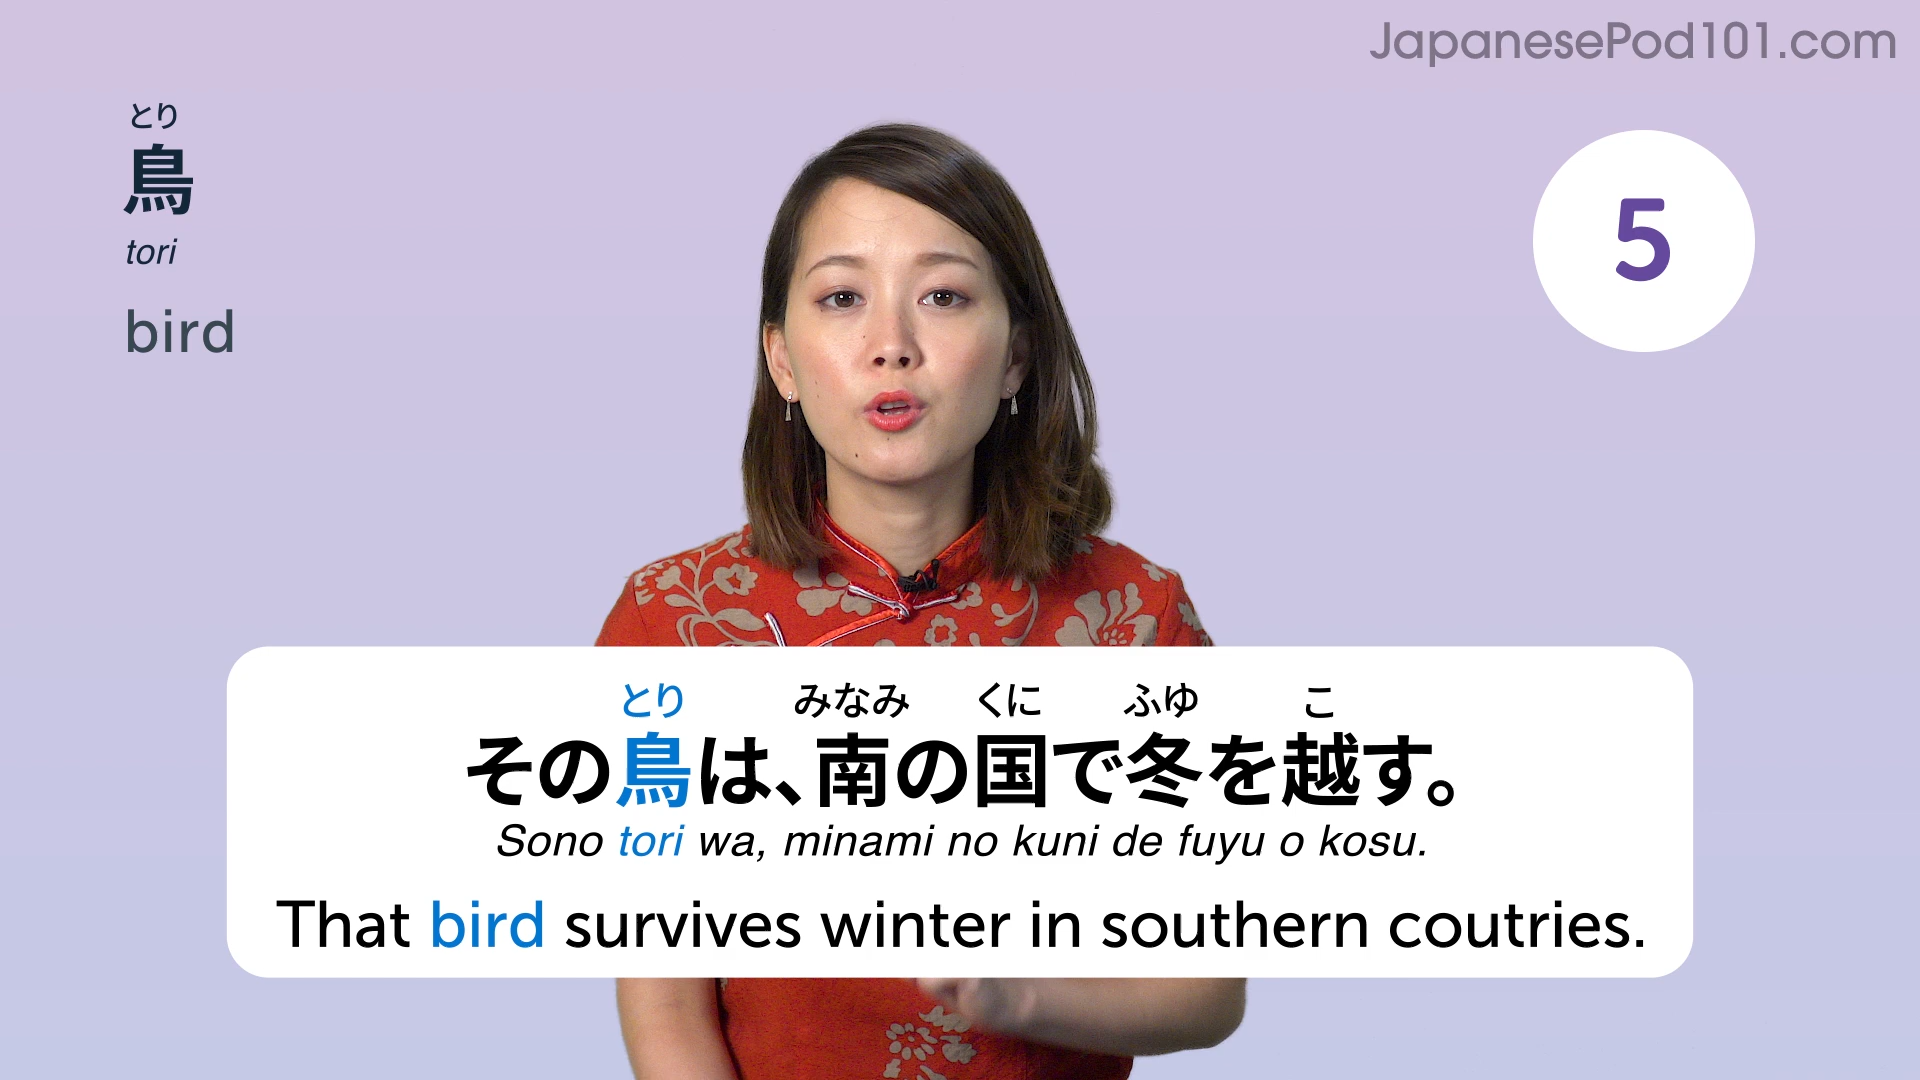 JapanesePod101.com
とり
鳥
tori
bird
5
とり みなみ くに ふゆ こ
その鳥は、南の国で冬を越す。
Sono tori wa, minami no kuni de fuyu o kosu.
That bird survives winter in southern coutries.